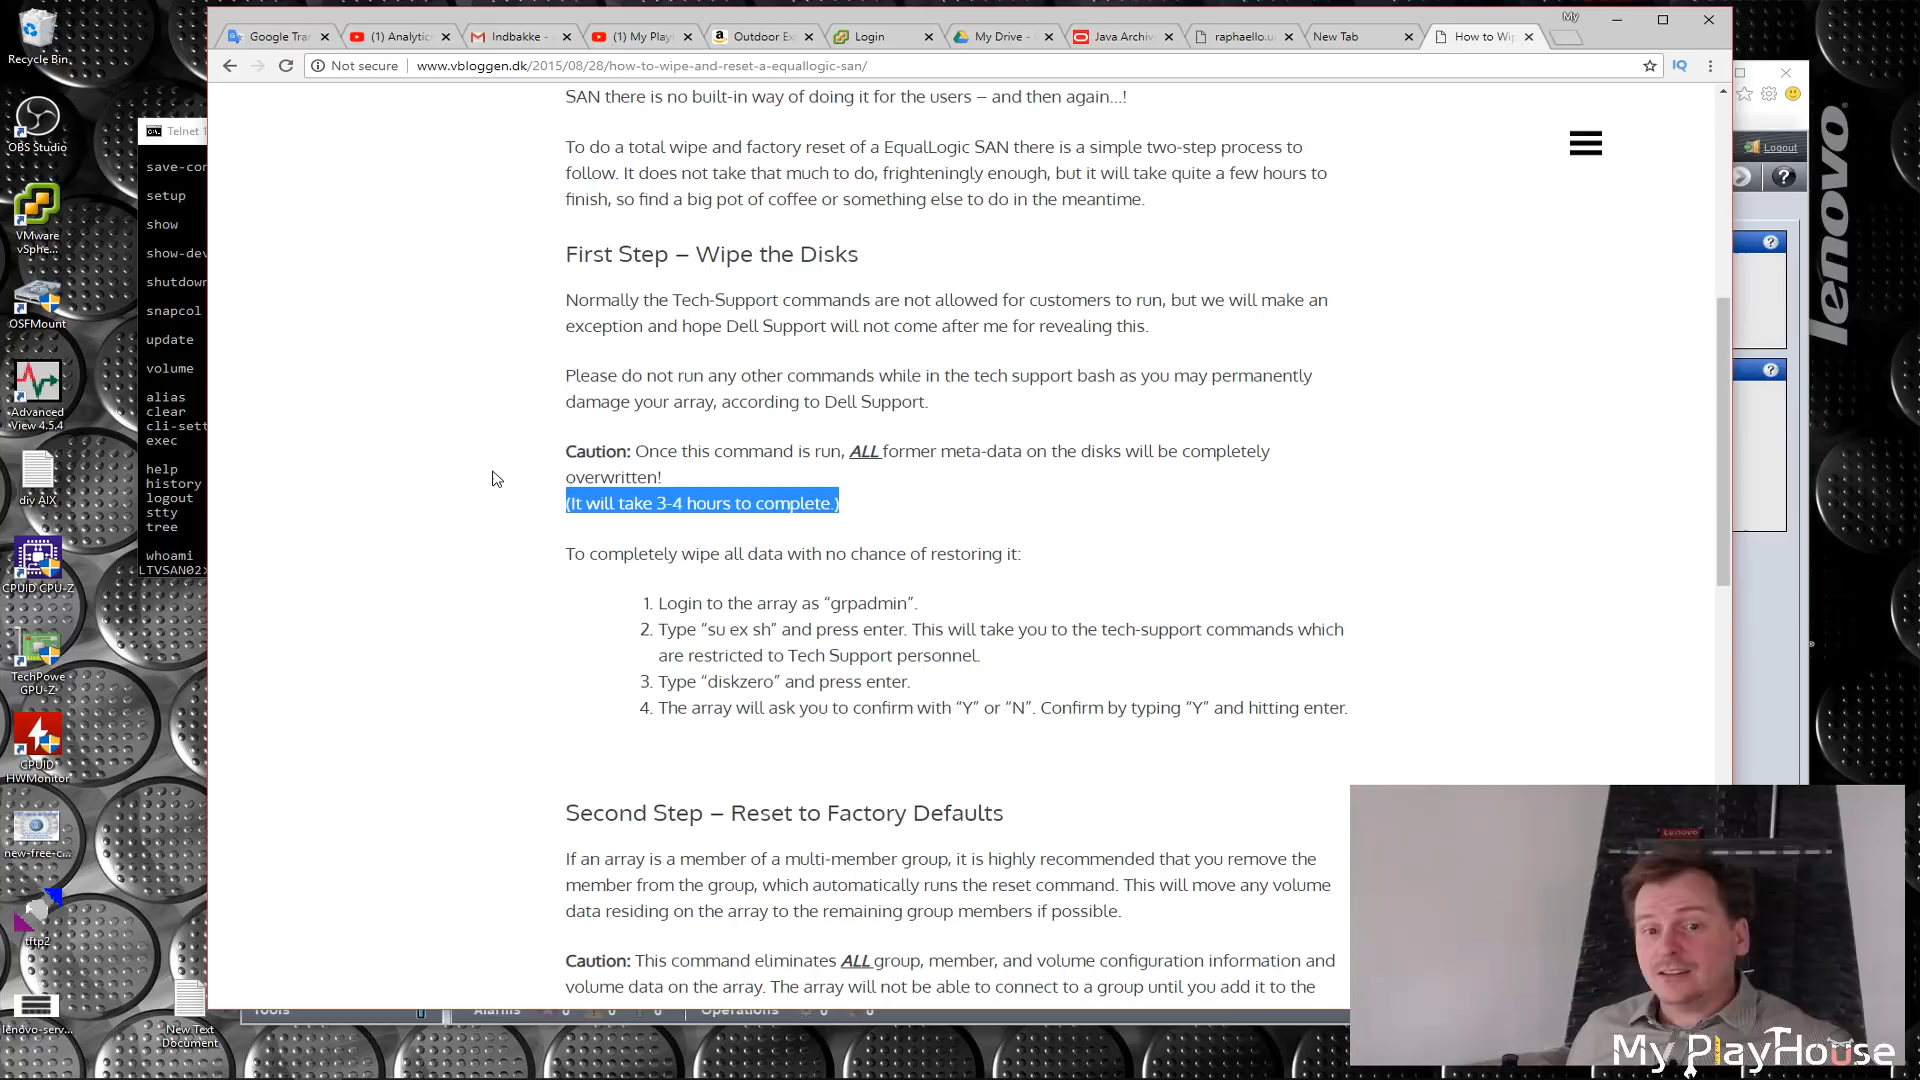 Google Tra
(1) Analytic
Indbakke -
(1) My Play
Outdoor Ex
Login
My Drive -
Java Archiv
raphaello.u
New Tab
How to Wip
My
Not secure
www.vbloggen.dk/2015/08/28/how-to-wipe-and-reset-a-equallogic-san/
IQ
SAN there is no built-in way of doing it for the users – and then again…!
To do a total wipe and factory reset of a EqualLogic SAN there is a simple two-step process to
follow. It does not take that much to do, frighteningly enough, but it will take quite a few hours to
finish, so find a big pot of coffee or something else to do in the meantime.
First Step – Wipe the Disks
Normally the Tech-Support commands are not allowed for customers to run, but we will make an
exception and hope Dell Support will not come after me for revealing this.
Please do not run any other commands while in the tech support bash as you may permanently
damage your array, according to Dell Support.
Caution: Once this command is run, ALL former meta-data on the disks will be completely
overwritten!
(It will take 3-4 hours to complete.)
To completely wipe all data with no chance of restoring it:
1. Login to the array as “grpadmin”.
2. Type “su ex sh” and press enter. This will take you to the tech-support commands which
are restricted to Tech Support personnel.
3. Type “diskzero” and press enter.
4. The array will ask you to confirm with “Y” or “N”. Confirm by typing “Y” and hitting enter.
Second Step – Reset to Factory Defaults
If an array is a member of a multi-member group, it is highly recommended that you remove the
member from the group, which automatically runs the reset command. This will move any volume
data residing on the array to the remaining group members if possible.
Caution: This command eliminates ALL group, member, and volume configuration information and
volume data on the array. The array will not be able to connect to a group until you add it to the
Telnet 1
save-con
setup
show
show-dev
shutdown
snapcol
update
volume
alias
clear
cli-sett
exec
help
history
logout
stty
tree
whoami
LTVSAN02>
Recycle Bin
OBS Studio
VMware
vSphe...
OSFMount
Advanced
View 4.5.4
div AIX
CPUID CPU-Z
TechPowe
GPU-Z
CPUID
HWMonitor
new-free-c...
tftp2
lenovo-serv...
New Text
Document
Logout
lenovo
Tools
0
Alarms
0
0
0
Operations
0
0
Lenovo
My PlayHouse